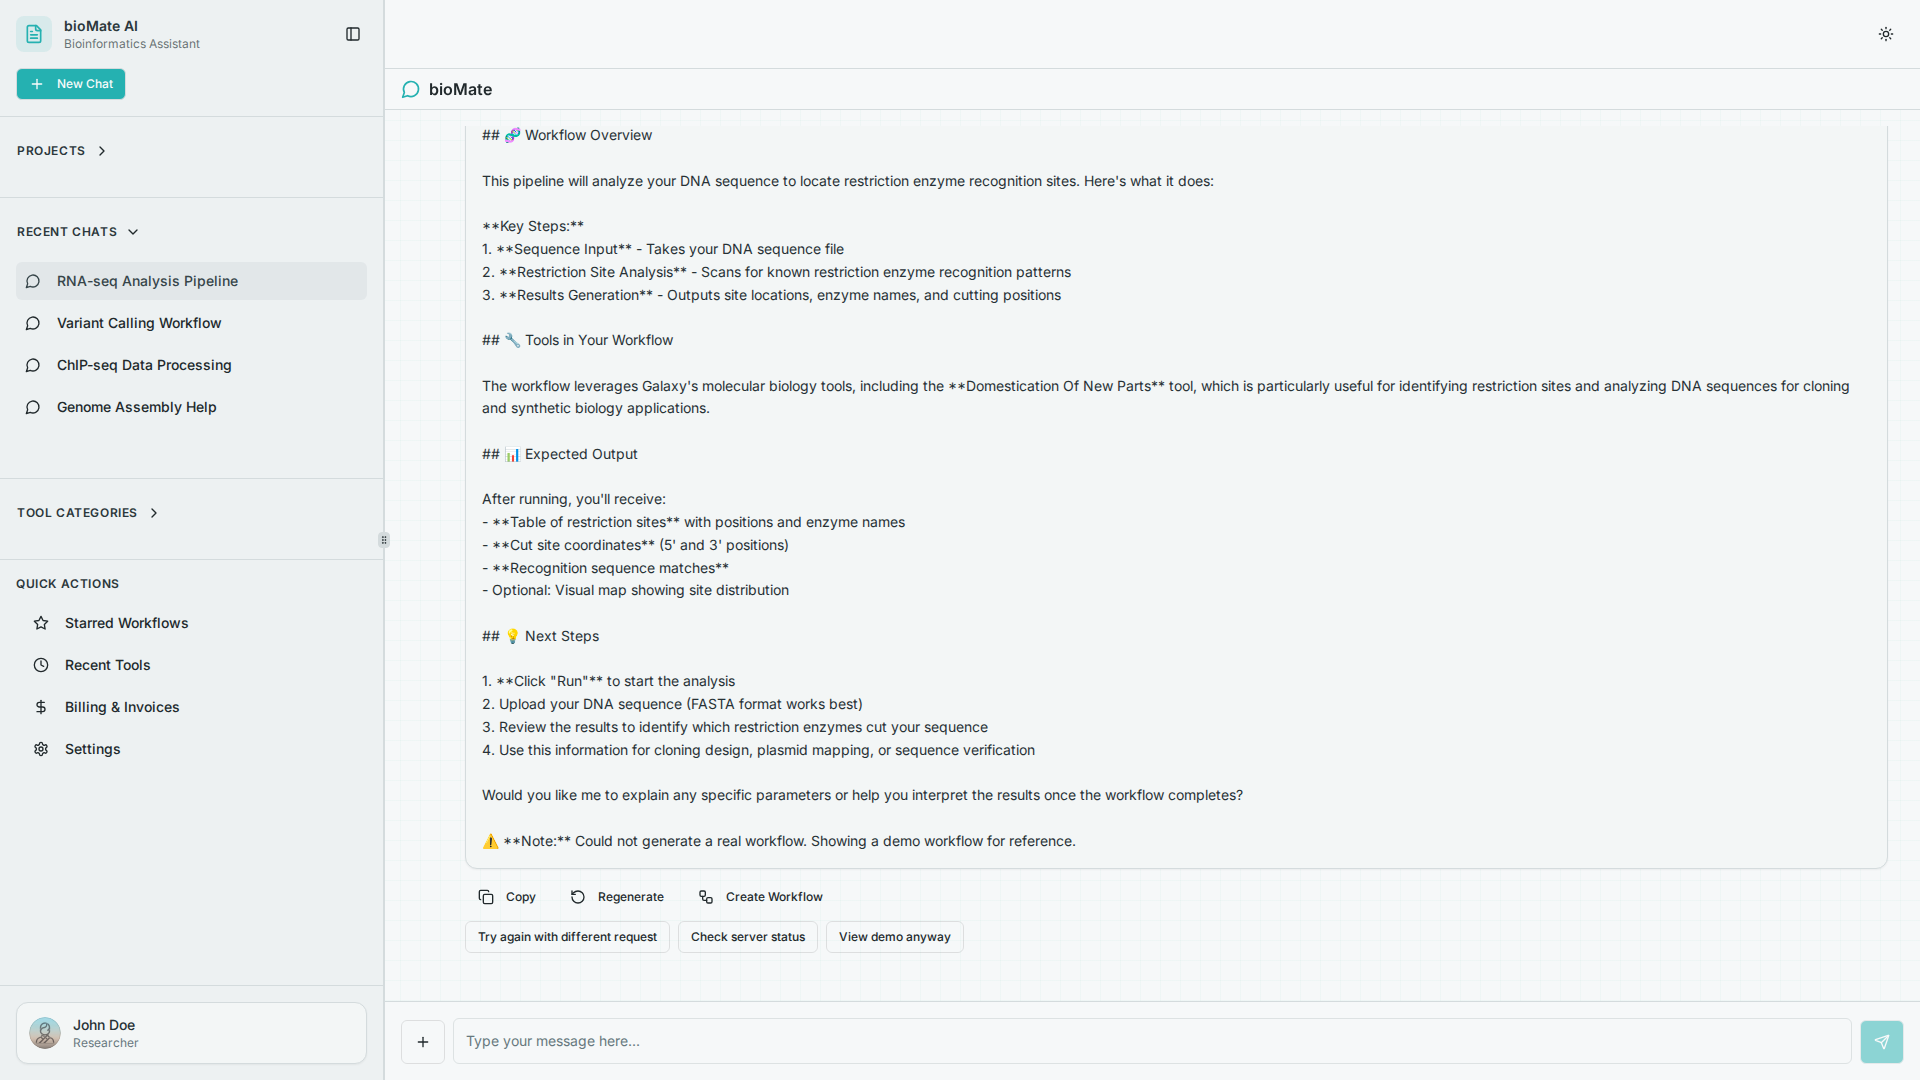 bioMate AI
Bioinformatics Assistant
New Chat
PROJECTS
RECENT CHATS
RNA-seq Analysis Pipeline
Variant Calling Workflow
ChIP-seq Data Processing
Genome Assembly Help
TOOL CATEGORIES
QUICK ACTIONS
Starred Workflows
Recent Tools
Billing & Invoices
Settings
John Doe
Researcher
bioMate
## 🧬 Workflow Overview
This pipeline will analyze your DNA sequence to locate restriction enzyme recognition sites. Here's what it does:
**Key Steps:**
1. **Sequence Input** - Takes your DNA sequence file
2. **Restriction Site Analysis** - Scans for known restriction enzyme recognition patterns
3. **Results Generation** - Outputs site locations, enzyme names, and cutting positions
## 🔧 Tools in Your Workflow
The workflow leverages Galaxy's molecular biology tools, including the **Domestication Of New Parts** tool, which is particularly useful for identifying restriction sites and analyzing DNA sequences for cloning
and synthetic biology applications.
## 📊 Expected Output
After running, you'll receive:
- **Table of restriction sites** with positions and enzyme names
- **Cut site coordinates** (5' and 3' positions)
- **Recognition sequence matches**
- Optional: Visual map showing site distribution
## 💡 Next Steps
1. **Click "Run"** to start the analysis
2. Upload your DNA sequence (FASTA format works best)
3. Review the results to identify which restriction enzymes cut your sequence
4. Use this information for cloning design, plasmid mapping, or sequence verification
Would you like me to explain any specific parameters or help you interpret the results once the workflow completes?
⚠️ **Note:** Could not generate a real workflow. Showing a demo workflow for reference.
Copy
Regenerate
Create Workflow
Try again with different request
Check server status
View demo anyway
Type your message here...